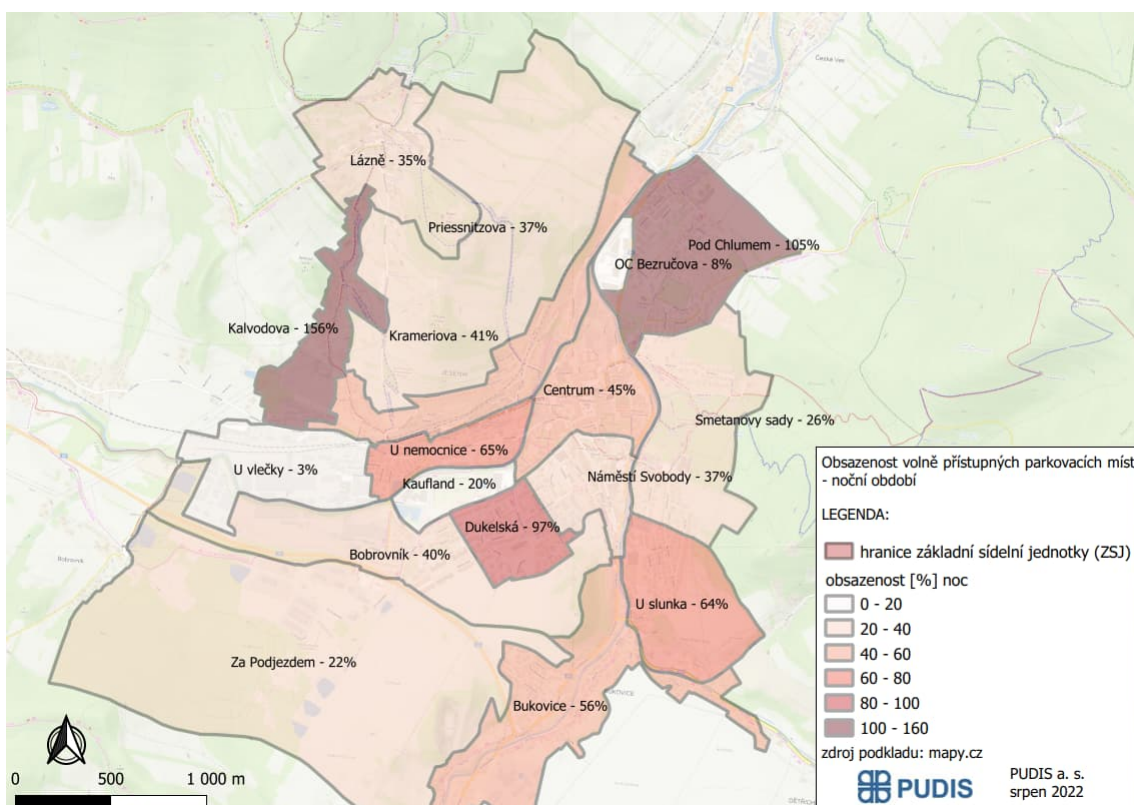 Česká Ves
Lázně - 35%
Priessnitzova - 37%
Pod Chlumem - 105%
OC Bezručova - 8%
Kalvodova - 156%
Krameriova - 41%
Centrum - 45%
Smetanovy sady - 26%
U nemocnice - 65%
U vlečky - 3%
Kaufland - 20%
Náměstí Svobody - 37%
Dukelská - 97%
Bobrovník
Bobrovník - 40%
U slunka - 64%
Za Podjezdem - 22%
Bukovice - 56%
0 500 1 000 m
Obsazenost volně přístupných parkovacích míst
- noční období
LEGENDA:
hranice základní sídelní jednotky (ZSJ)
obsazenost [%] noc
0 - 20
20 - 40
40 - 60
60 - 80
80 - 100
100 - 160
zdroj podkladu: mapy.cz
PUDIS
PUDIS a. s.
srpen 2022